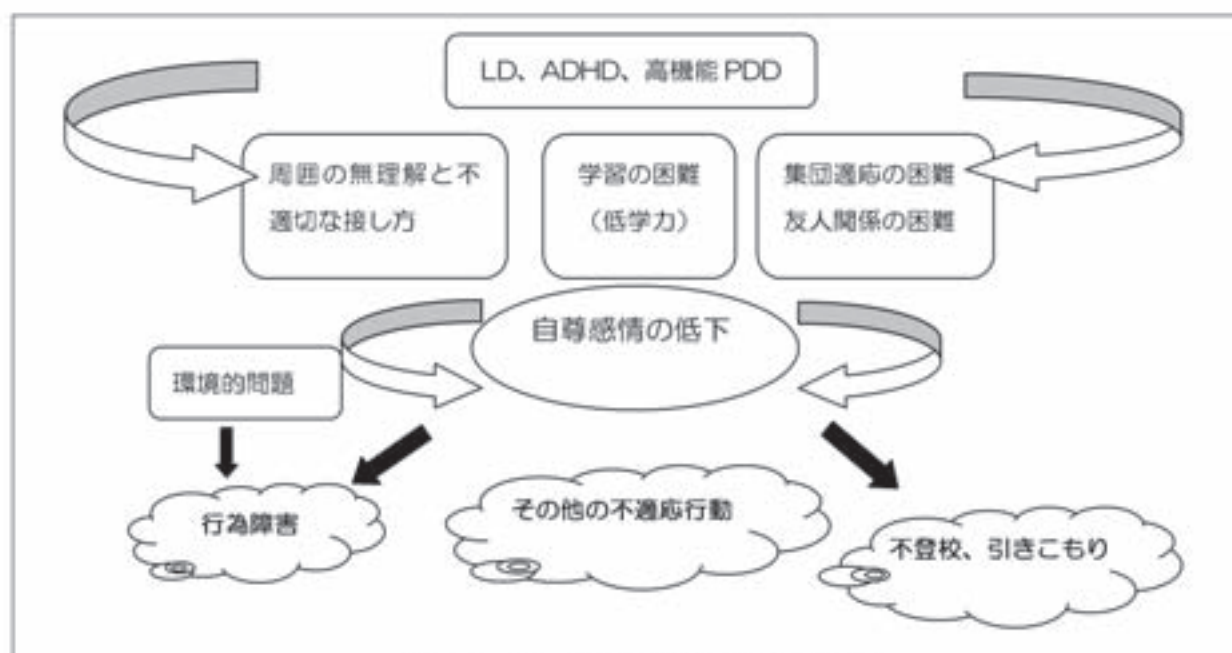 LD、ADHD、高機能 PDD
周囲の無理解と不
適切な接し方
学習の困難
（低学力）
集団適応の困難
友人関係の困難
自尊感情の低下
環境的問題
行為障害
その他の不適応行動
不登校、引きこもり